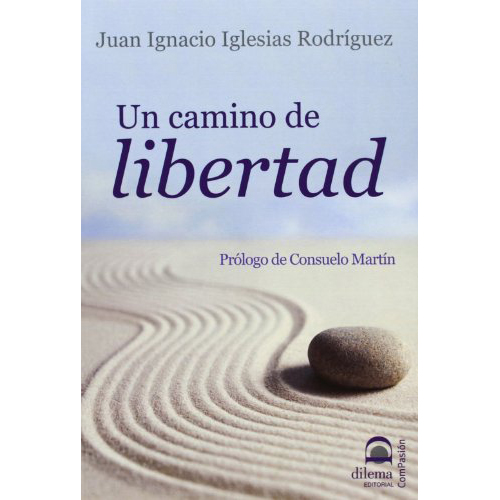 Juan Ignacio Iglesias Rodríguez
Un camino de
libertad
Prólogo de Consuelo Martín
dilema
EDITORIAL
ComPasión